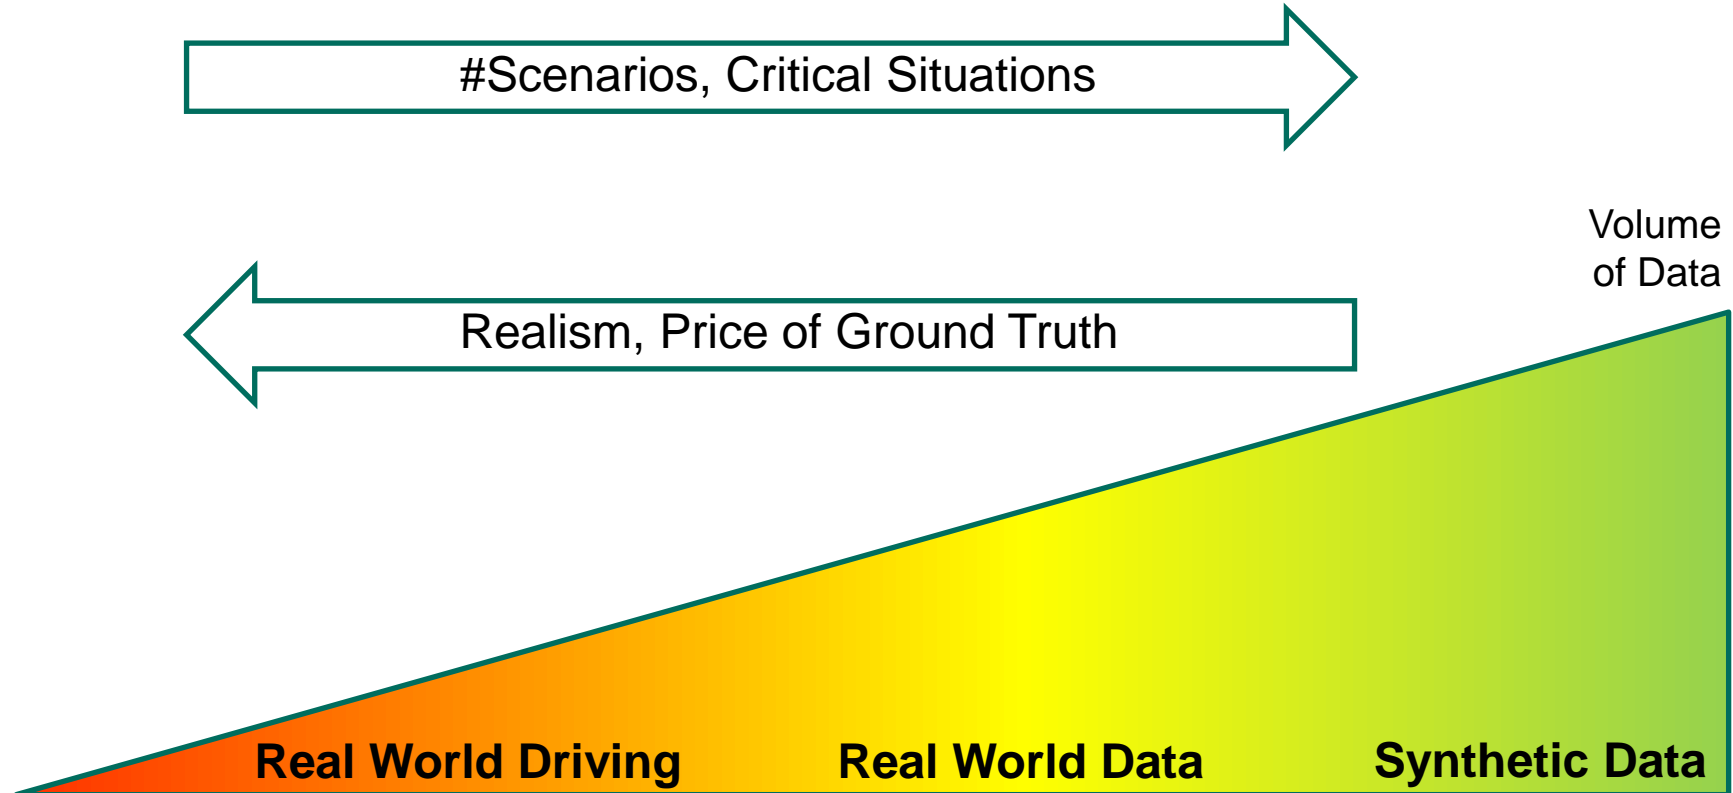 #Scenarios, Critical Situations
Volume
of Data
Realism, Price of Ground Truth
Real World Driving
Real World Data
Synthetic Data